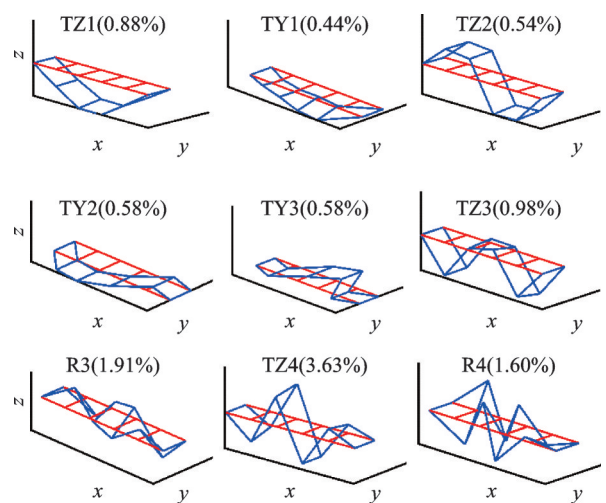 TZ1(0.88%) TY1(0.44%) TZ2(0.54%)
z
x y x y x y
TY2(0.58%) TY3(0.58%) TZ3(0.98%)
z
x y x y x y
R3(1.91%) TZ4(3.63%) R4(1.60%)
z
x y x y x y